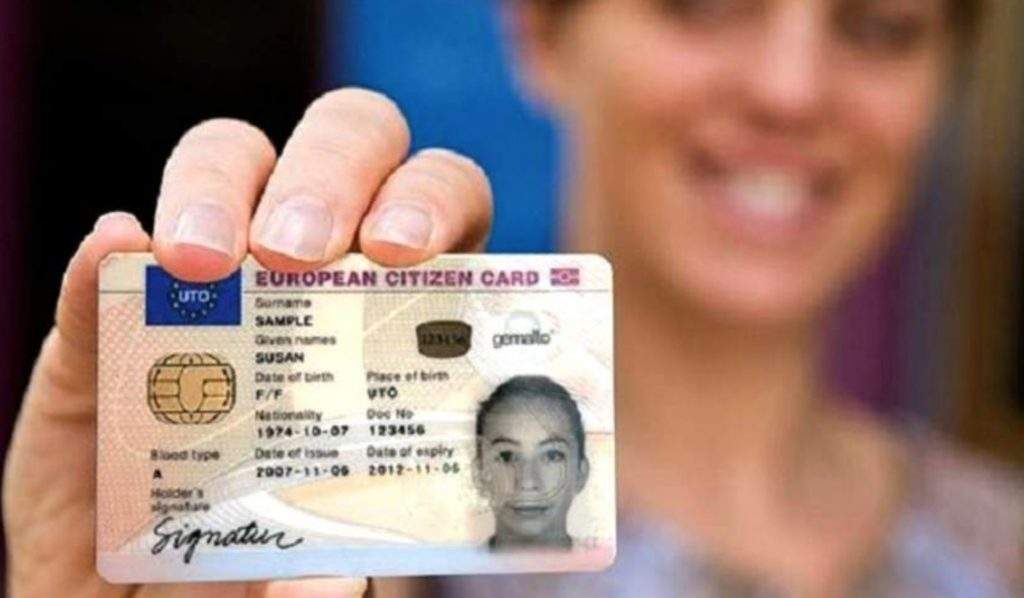 EUROPEAN CITIZEN CARD
UTO
Surname
SAMPLE
Given names
SUSAN
123456 gemalto
Date of birth Place of birth
F/F UTO
Nationality Doc No
1974-10-07 123456
Blood type Date of issue Date of expiry
A 2007-11-06 2012-11-06
Holder's
signature
Signatur